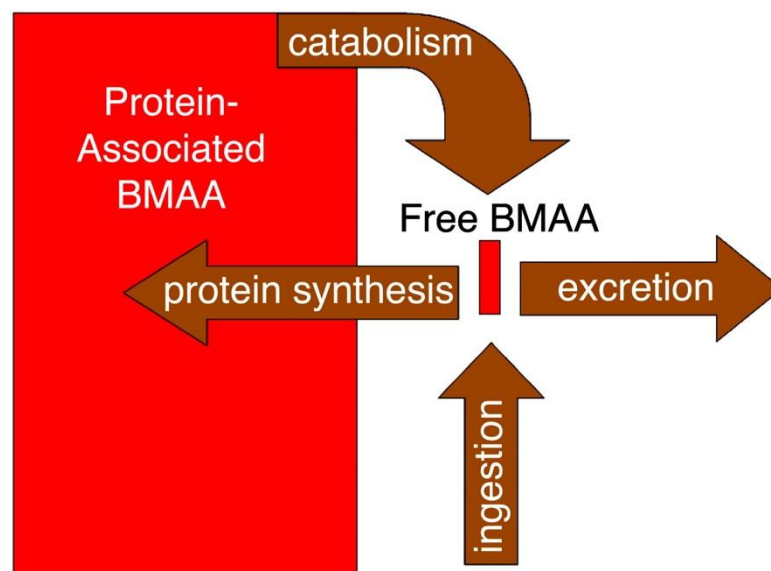 catabolism
Protein-
Associated
BMAA
Free BMAA
protein synthesis
excretion
ingestion